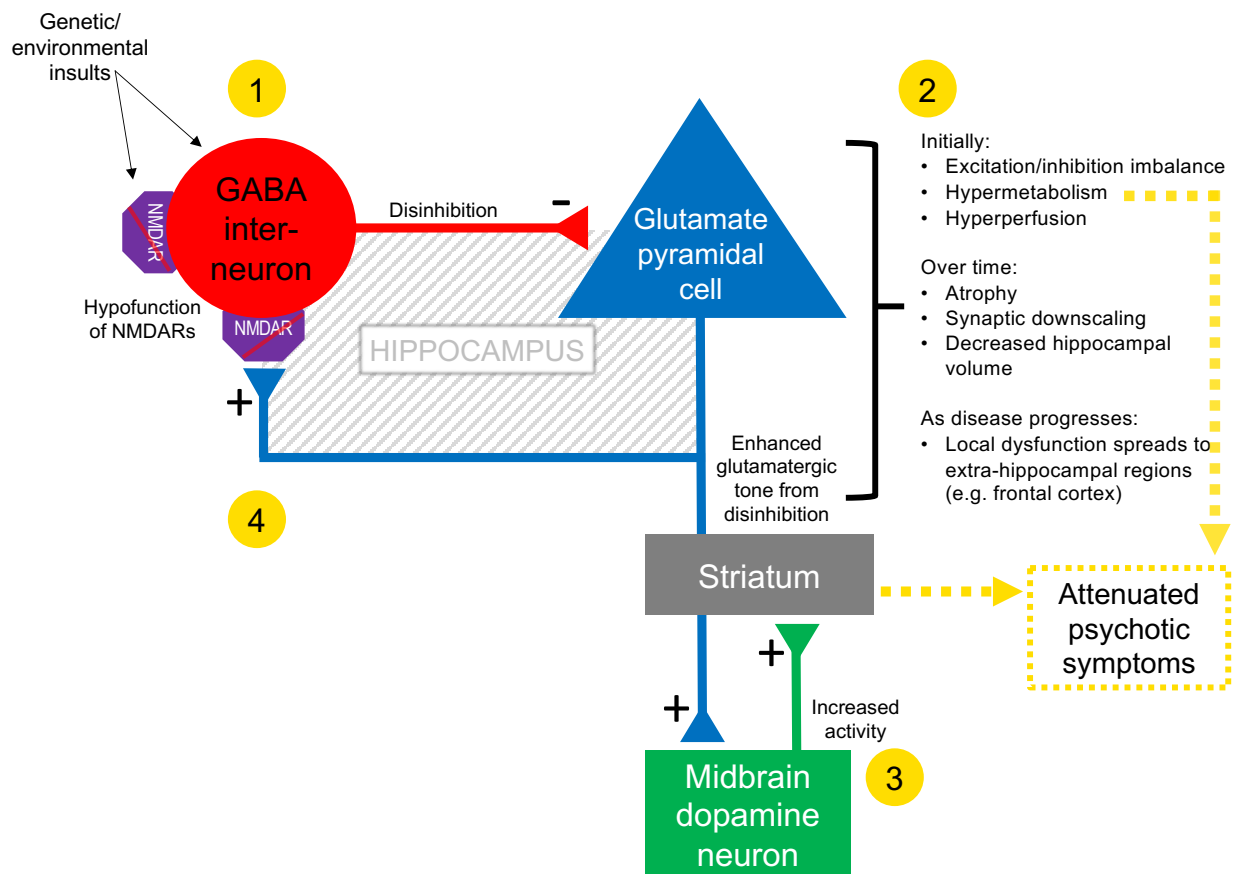 Genetic/
environmental
insults
1
2
GABA
inter-
neuron
NMDAR
NMDAR
Hypofunction
of NMDARs
Disinhibition
-
Glutamate
pyramidal
cell
HIPPOCAMPUS
+
4
Initially:
• Excitation/inhibition imbalance
• Hypermetabolism
• Hyperperfusion
Over time:
• Atrophy
• Synaptic downscaling
• Decreased hippocampal
volume
As disease progresses:
• Local dysfunction spreads to
extra-hippocampal regions
(e.g. frontal cortex)
Enhanced
glutamatergic
tone from
disinhibition
Striatum
Attenuated
psychotic
symptoms
+
+
Increased
activity
3
Midbrain
dopamine
neuron